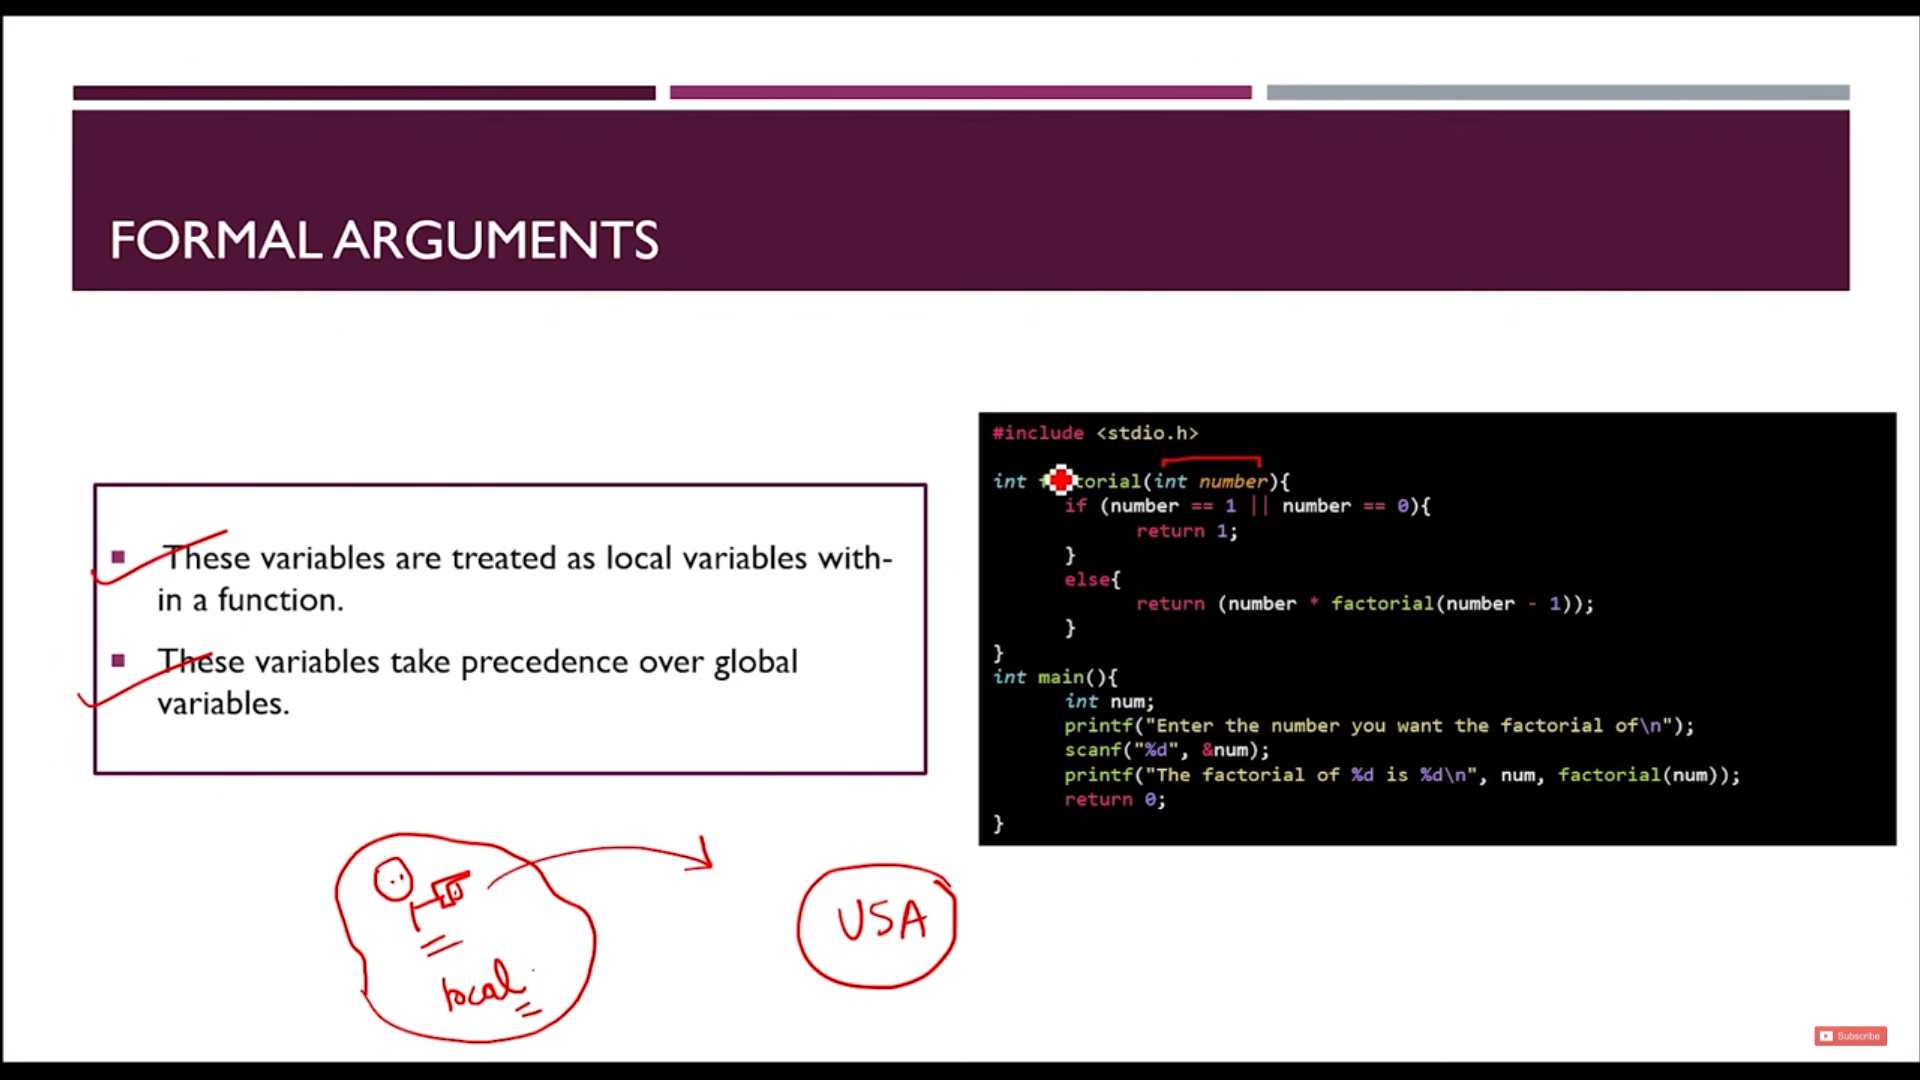 FORMAL ARGUMENTS
These variables are treated as local variables with-
in a function.
These variables take precedence over global
variables.
#include <stdio.h>
int torial(int number){
if (number == 1 || number == 0){
return 1;
}
else{
return (number * factorial(number - 1));
}
}
int main(){
int num;
printf("Enter the number you want the factorial of\n");
scanf("%d", &num);
printf("The factorial of %d is %d\n", num, factorial(num));
return 0;
}
local
USA
Subscribe